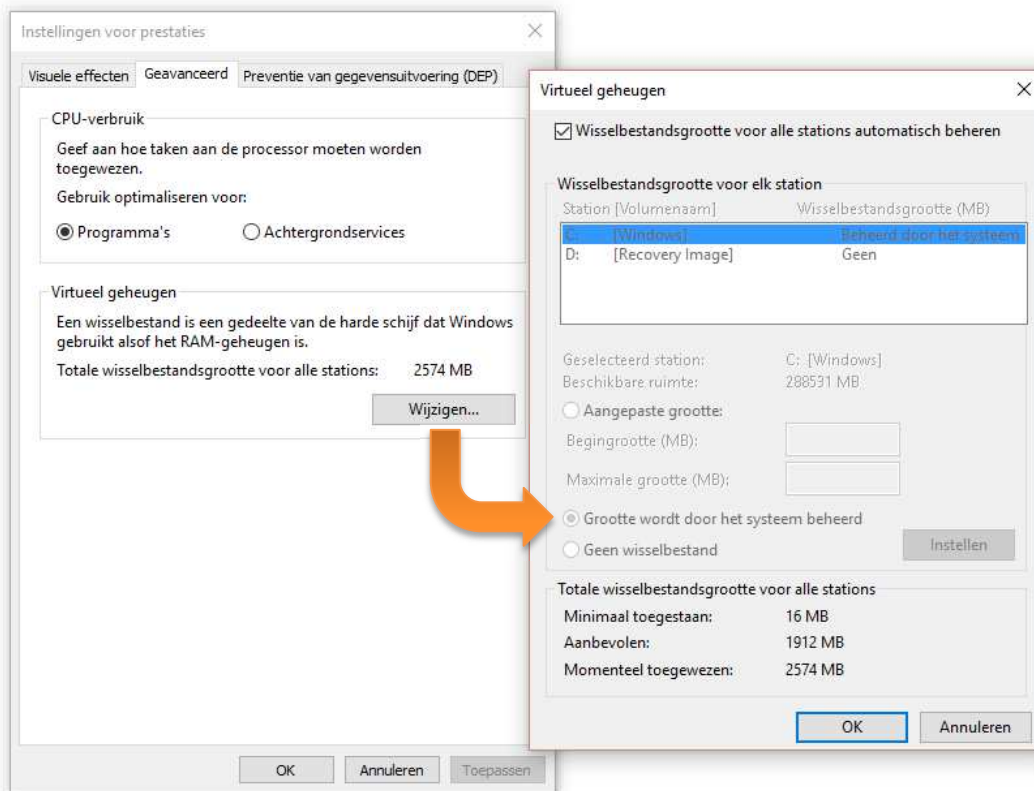 Instellingen voor prestaties
Visuele effecten Geavanceerd Preventie van gegevensuitvoering (DEP)
CPU-verbruik
Geef aan hoe taken aan de processor moeten worden
toegewezen.
Gebruik optimaliseren voor:
Programma's Achtergrondservices
Virtueel geheugen
Een wisselbestand is een gedeelte van de harde schijf dat Windows
gebruikt alsof het RAM-geheugen is.
Totale wisselbestandsgrootte voor alle stations: 2574 MB
Wijzigen...
OK Annuleren Toepassen
Virtueel geheugen
Wisselbestandsgrootte voor alle stations automatisch beheren
Wisselbestandsgrootte voor elk station
Station [Volumenaam] Wisselbestandsgrootte (MB)
C: [Windows] Beheerd door het systeem
D: [Recovery Image] Geen
Geselecteerd station: C: [Windows]
Beschikbare ruimte: 288531 MB
Aangepaste grootte:
Begingrootte (MB):
Maximale grootte (MB):
Grootte wordt door het systeem beheerd
Geen wisselbestand Instellen
Totale wisselbestandsgrootte voor alle stations
Minimaal toegestaan: 16 MB
Aanbevolen: 1912 MB
Momenteel toegewezen: 2574 MB
OK Annuleren